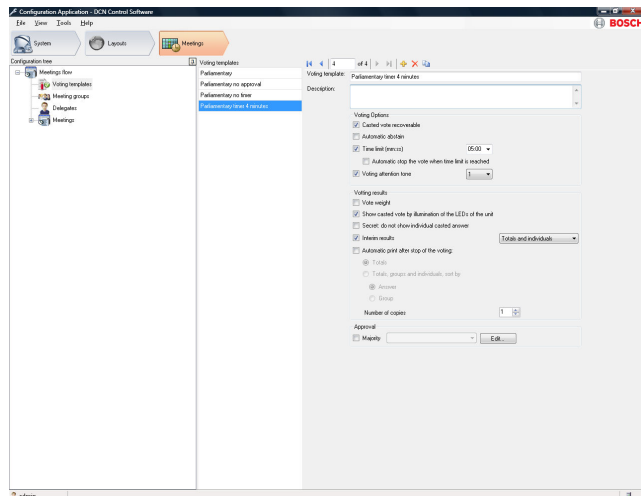 Configuration Application - DCN Control Software
File View Tools Help
BOSCH
System Layouts Meetings
Configuration tree
Meetings flow
Voting templates
Meeting groups
Delegates
Meetings
Voting templates
Parliamentary
Parliamentary no approval
Parliamentary no timer
Parliamentary timer 4 minutes
4 of 4
Voting template: Parliamentary timer 4 minutes
Description:
Voting Options
Casted vote recoverable
Automatic abstain
Time limit (mm:ss) 05:00
Automatic stop the vote when time limit is reached
Voting attention tone 1
Votting results
Vote weight
Show casted vote by illumination of the LEDs of the unit
Secret: do not show individual casted answer
Interim results Totals and individuals
Automatic print after stop of the voting:
Totals
Totals, groups and individuals, sort by
Answer
Group
Number of copies 1
Approval
Majority Edit...
admin